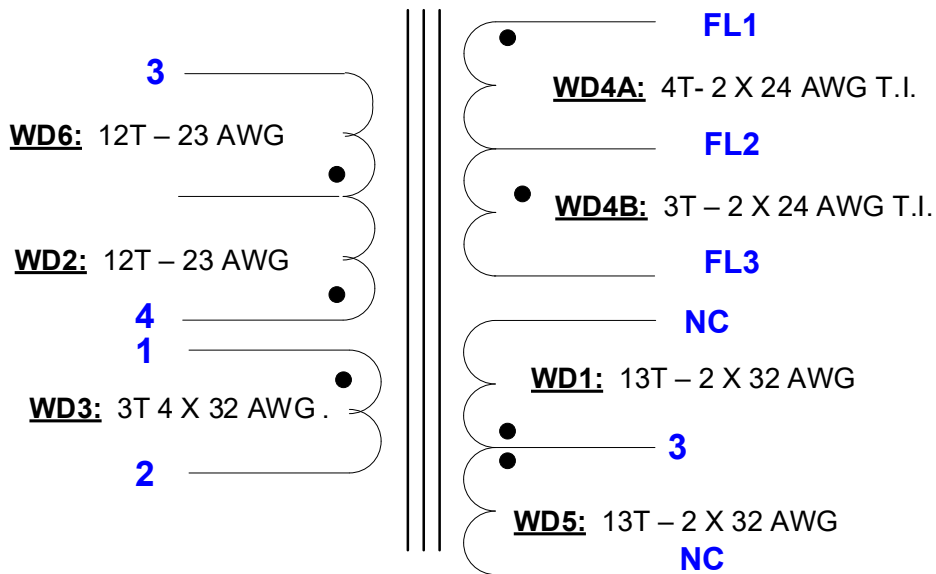 3
WD6: 12T – 23 AWG
WD2: 12T – 23 AWG
4
1
WD3: 3T 4 X 32 AWG .
2
FL1
WD4A: 4T- 2 X 24 AWG T.I.
FL2
WD4B: 3T – 2 X 24 AWG T.I.
FL3
NC
WD1: 13T – 2 X 32 AWG
3
WD5: 13T – 2 X 32 AWG
NC